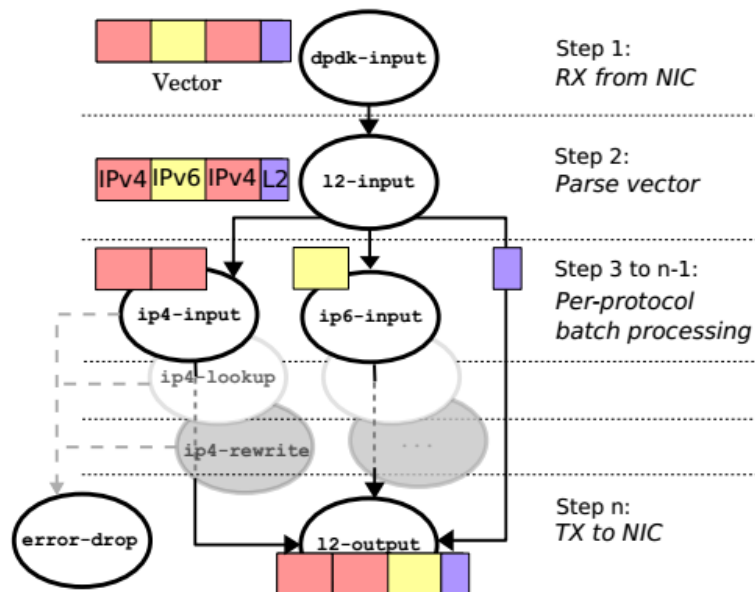 dpdk-input
Vector
Step 1:
RX from NIC
IPv4 IPv6 IPv4 L2
l2-input
Step 2:
Parse vector
ip4-input
ip6-input
Step 3 to n-1:
Per-protocol
batch processing
ip4-lookup
ip4-rewrite
...
error-drop
l2-output
Step n:
TX to NIC